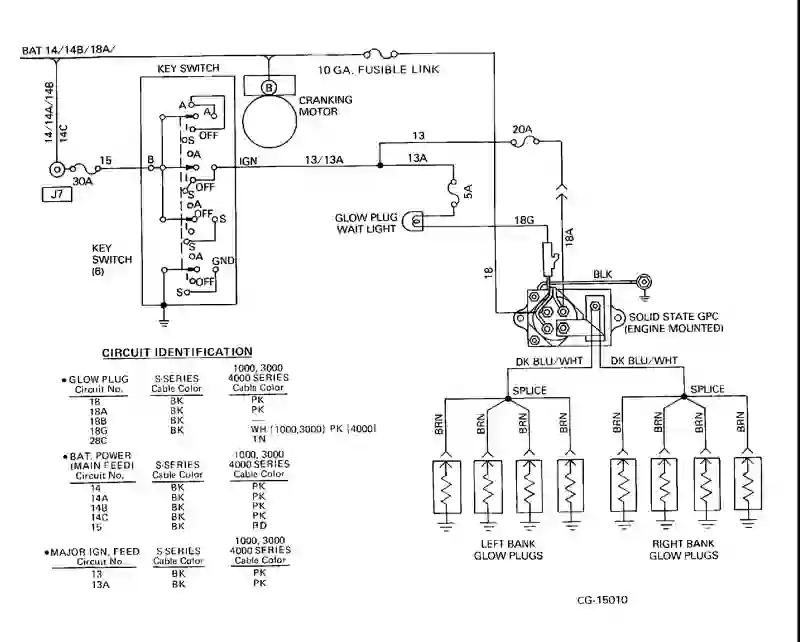 BAT 14/14B/18A/
KEY SWITCH
10 GA. FUSIBLE LINK
B
CRANKING
MOTOR
14/14A/14B
14C
A
A
I
OFF
S
15
B
A
IGN
13/13A
13
13A
20A
30A
J7
I
OFF
S
A
5A
GLOW PLUG
WAIT LIGHT
18G
18A
18
OFF
S
I
S
KEY
SWITCH
(6)
A
GND
I
OFF
S
BLK
SOLID STATE GPC
(ENGINE MOUNTED)
DK BLU/WHT
DK BLU/WHT
SPLICE
SPLICE
BRN
BRN
BRN
BRN
BRN
BRN
BRN
BRN
LEFT BANK
GLOW PLUGS
RIGHT BANK
GLOW PLUGS
CIRCUIT IDENTIFICATION
• GLOW PLUG S-SERIES 1000, 3000
4000 SERIES
Circuit No. Cable Color Cable Color
18 BK PK
18A BK PK
18B BK —
18G BK WH (1000,3000) PK (4000)
28C TN
• BAT. POWER 1000, 3000
(MAIN FEED) S-SERIES 4000 SERIES
Circuit No. Cable Color Cable Color
14 BK PK
14A BK PK
14B BK PK
14C BK PK
15 BK RD
1000, 3000
• MAJOR IGN. FEED S-SERIES 4000 SERIES
Circuit No. Cable Color Cable Color
13 BK PK
13A BK PK
CG-15010